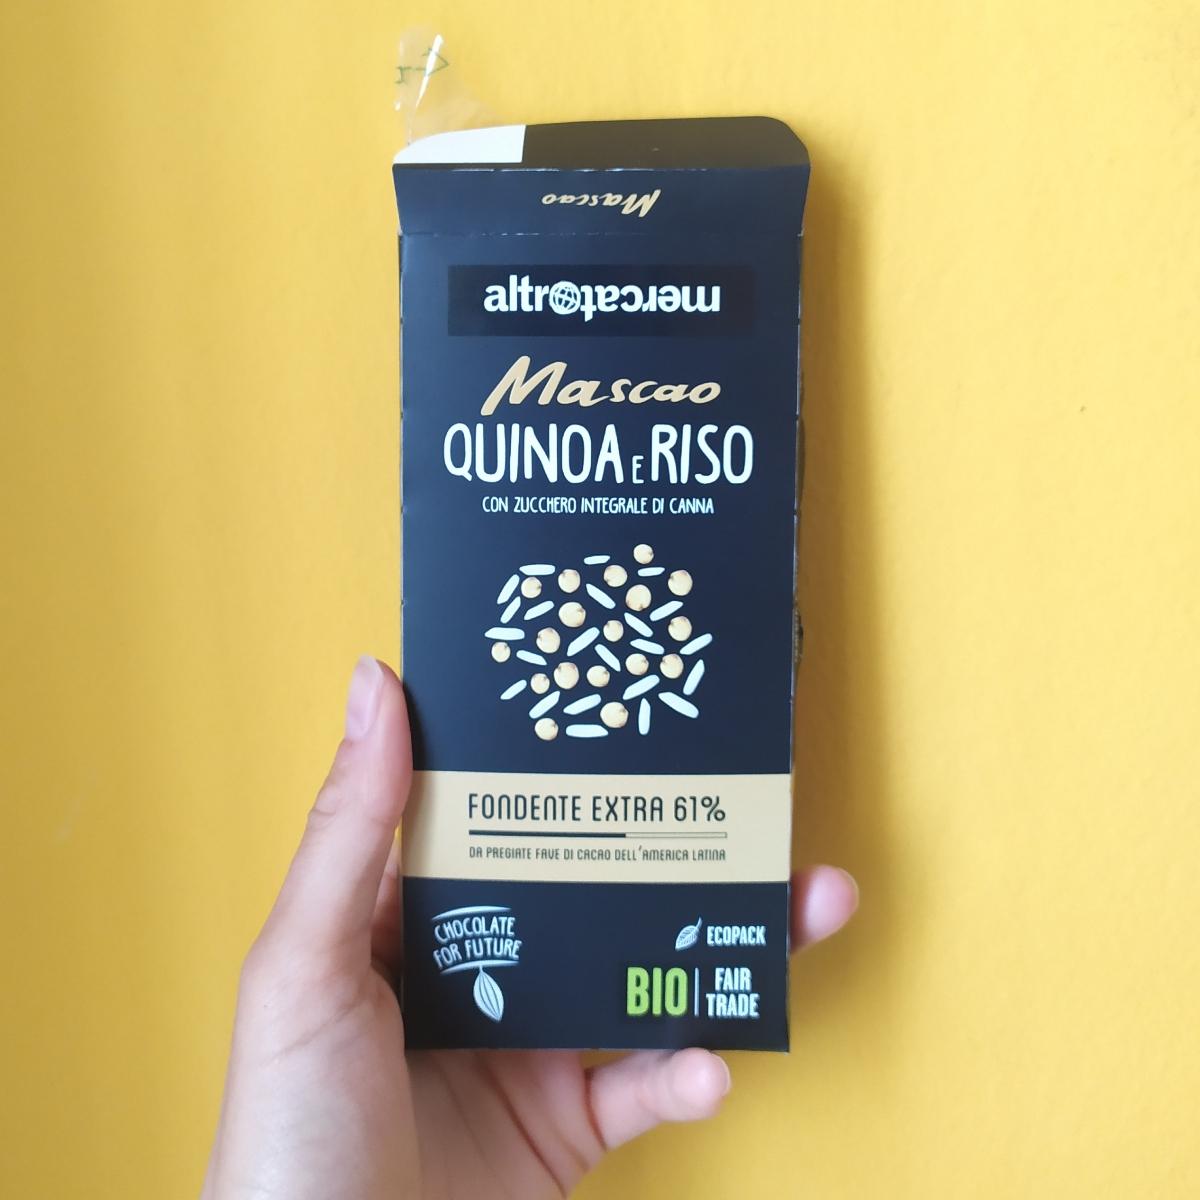 Mascao
altromercato
Mascao
QUINOA E RISO
CON ZUCCHERO INTEGRALE DI CANNA
FONDENTE EXTRA 61%
DA PREGIATE FAVE DI CACAO DELL'AMERICA LATINA
CHOCOLATE
FOR FUTURE
ECOPACK
BIO
FAIR
TRADE